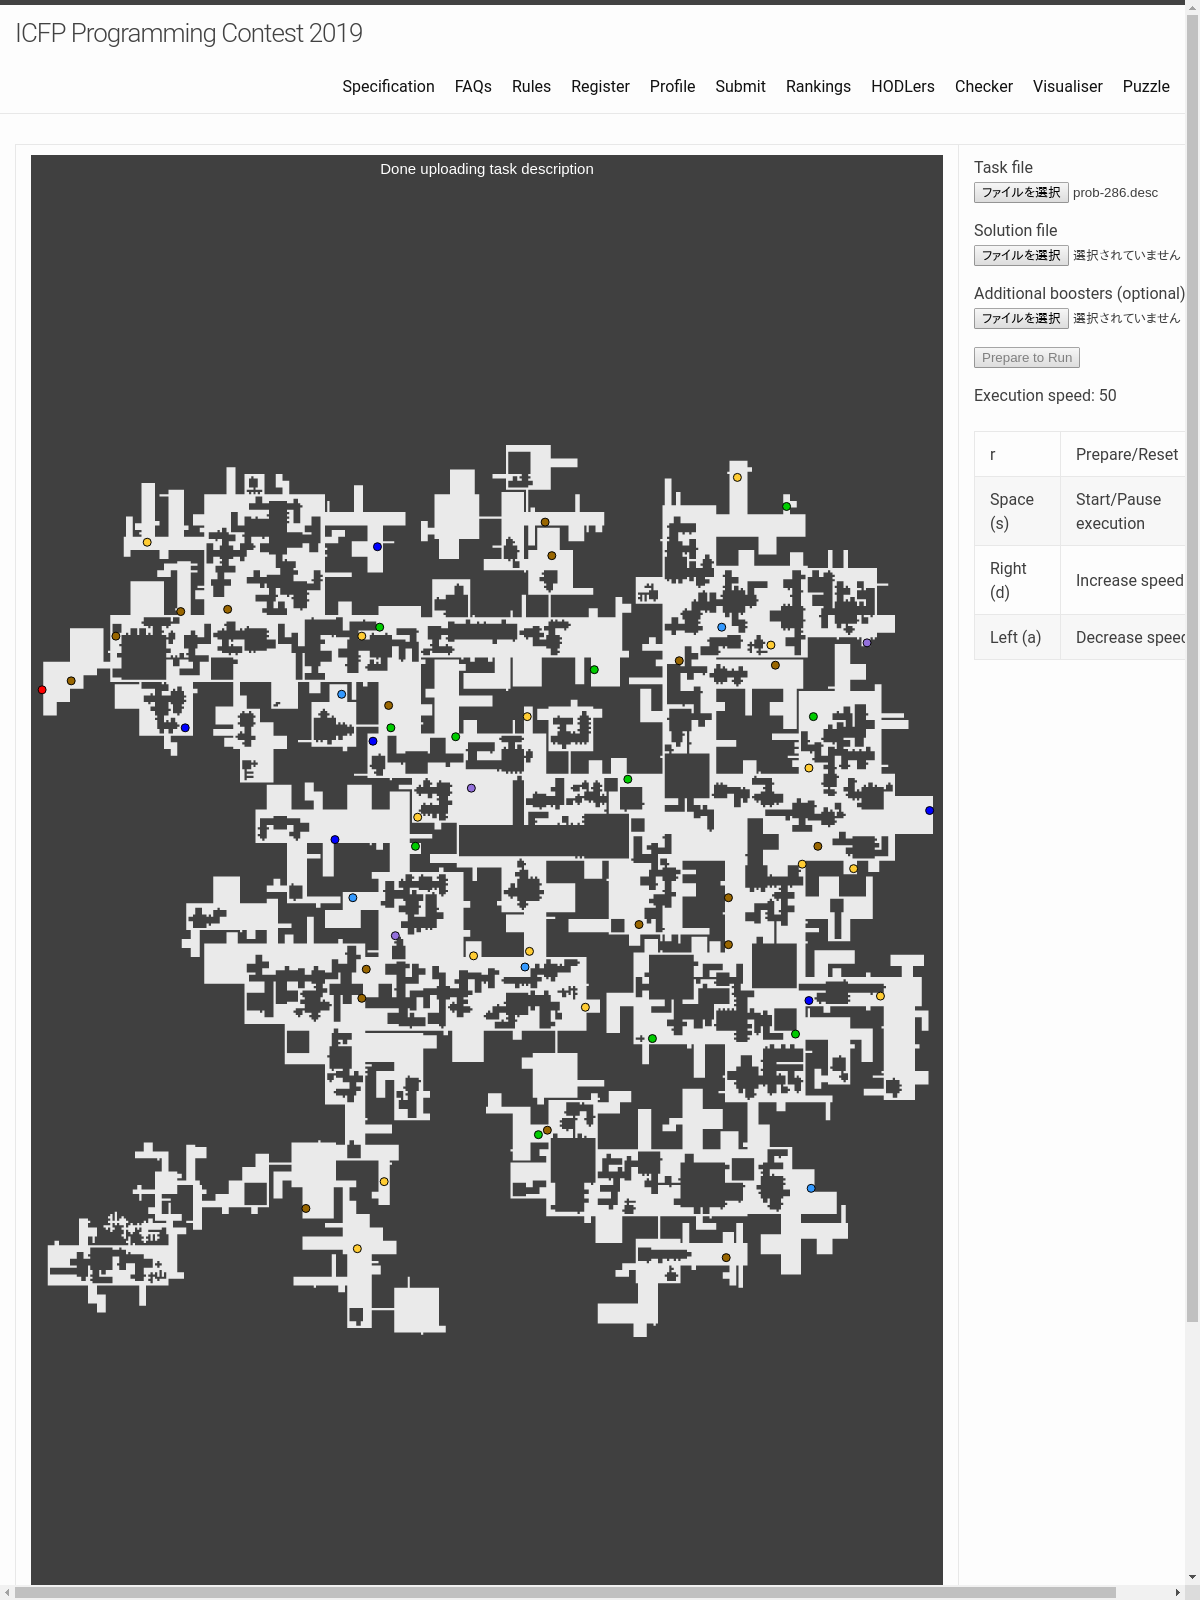 ICFP Programming Contest 2019
Specification FAQs Rules Register Profile Submit Rankings HODLers Checker Visualiser Puzzle
Done uploading task description
Task file
ファイルを選択 prob-286.desc
Solution file
ファイルを選択 選択されていません
Additional boosters (optional)
ファイルを選択 選択されていません
Prepare to Run
Execution speed: 50
r Prepare/Reset
Space (s) Start/Pause execution
Right (d) Increase speed
Left (a) Decrease speed